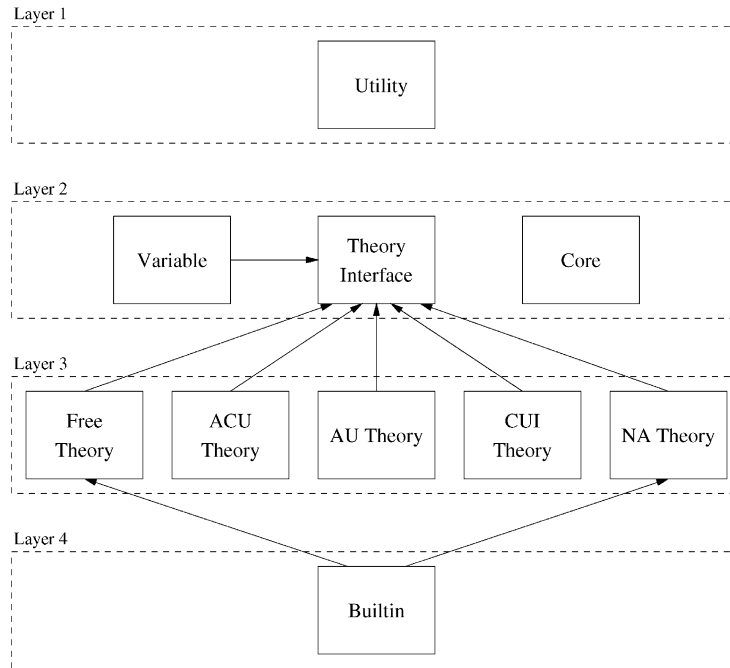 Layer 1
Utility
Layer 2
Variable
Theory
Interface
Core
Layer 3
Free
Theory
ACU
Theory
AU Theory
CUI
Theory
NA Theory
Layer 4
Builtin